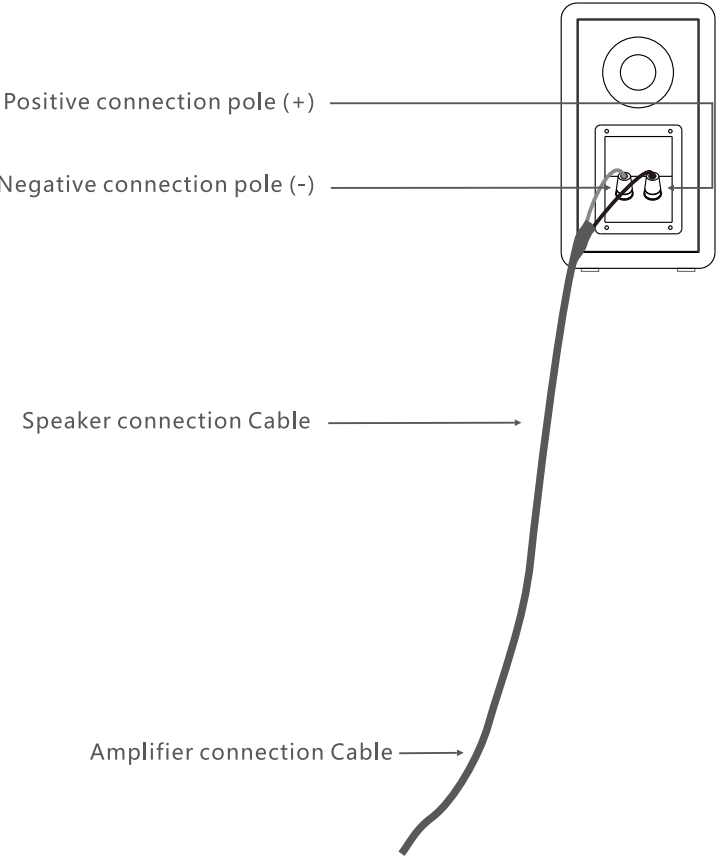 Positive connection pole (+)
Negative connection pole (-)
Speaker connection Cable
Amplifier connection Cable